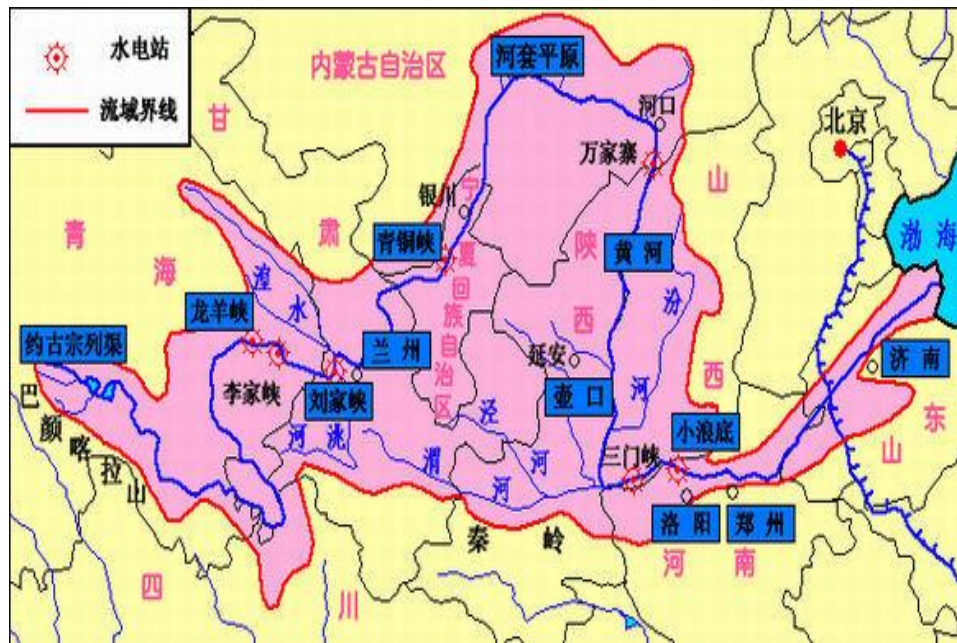 水电站
流域界线
内蒙古自治区
河套平原
河口
北京
万家寨
甘
肃
宁
夏
回
族
自
治
区
银川
青铜峡
山
西
陕
西
黄河
汾
河
渤海
青
海
湟
水
龙羊峡
兰州
延安
壶口
济南
约古宗列渠
李家峡
刘家峡
小浪底
山
东
巴
颜
喀
拉
山
河洮
渭
河
泾
河
三门峡
洛阳
郑州
秦岭
河南
四
川